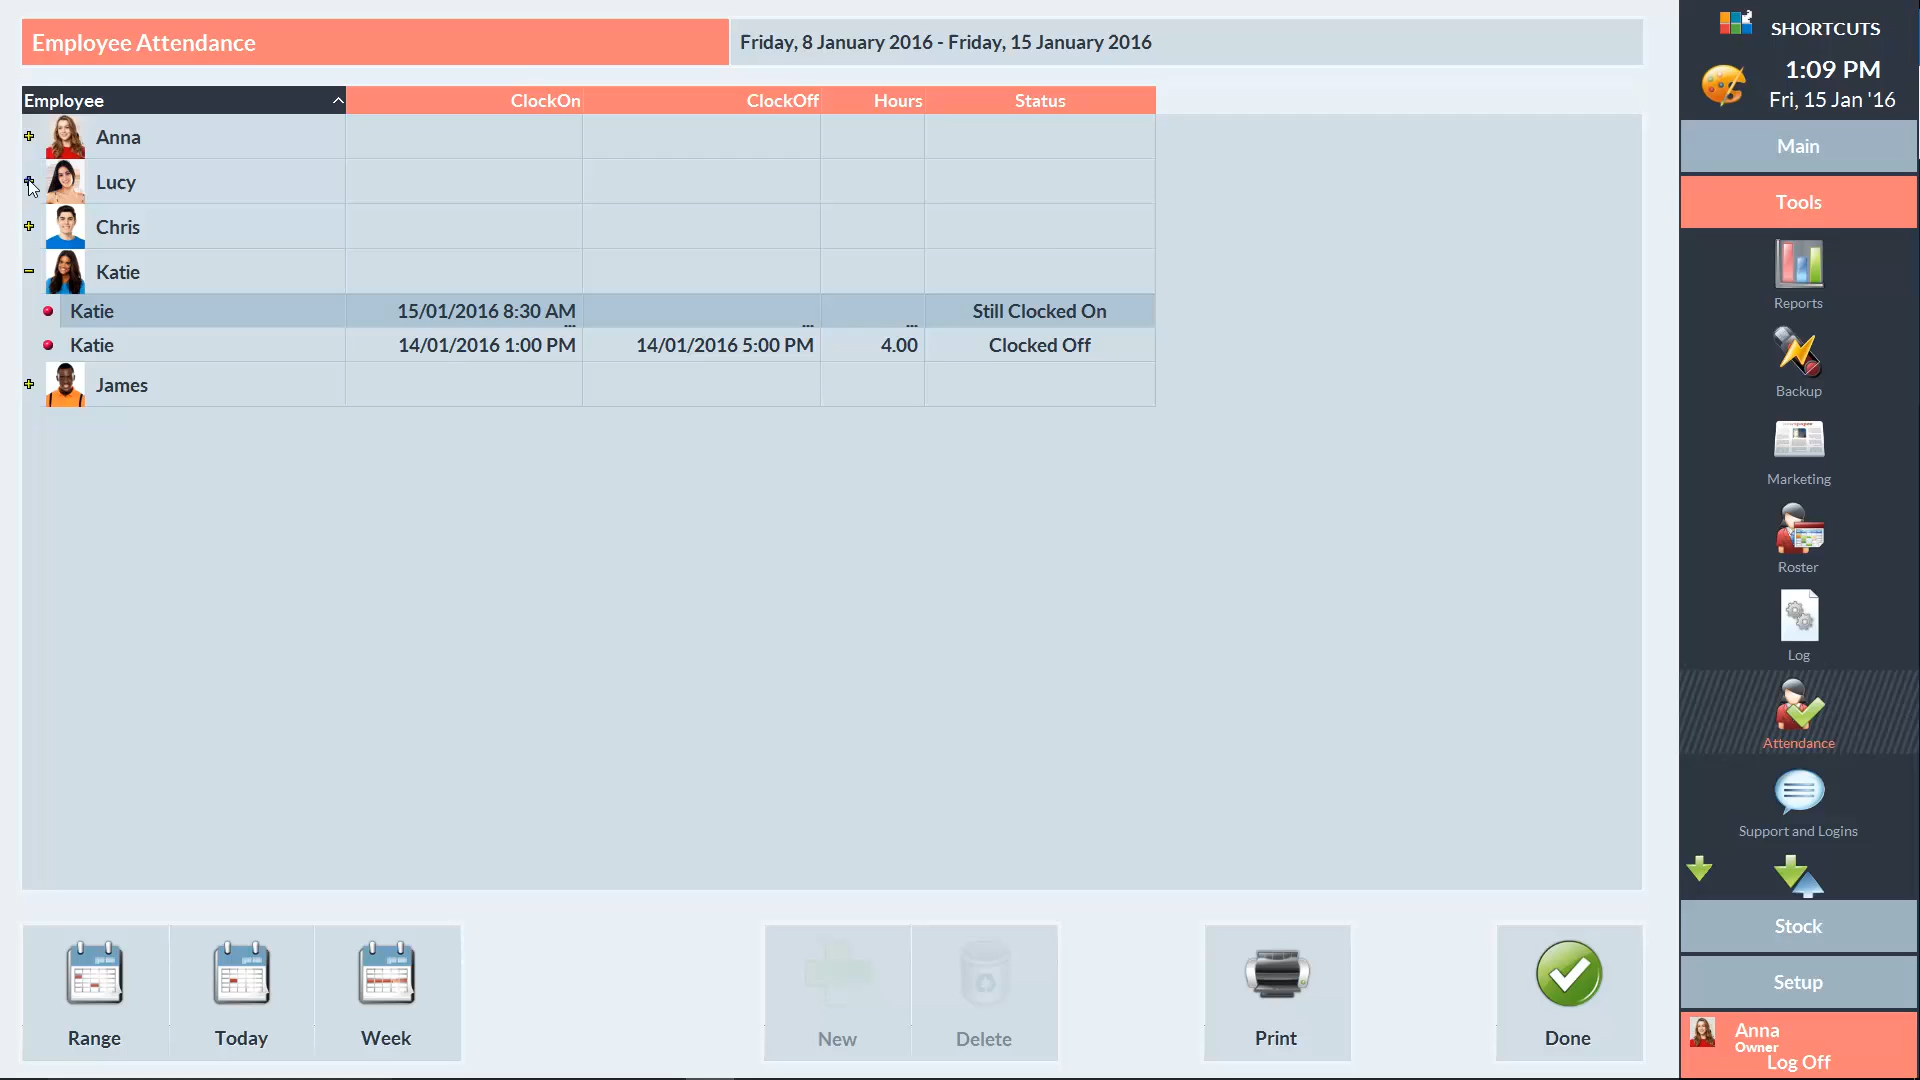 Employee Attendance
Friday, 8 January 2016 - Friday, 15 January 2016
SHORTCUTS
1:09 PM
Fri, 15 Jan '16
Employee ClockOn ClockOff Hours Status
Anna
Lucy
Chris
Katie
Katie 15/01/2016 8:30 AM ... ... ... Still Clocked On
Katie 14/01/2016 1:00 PM 14/01/2016 5:00 PM 4.00 Clocked Off
James
Main
Tools
Reports
Backup
Marketing
Roster
Log
Attendance
Support and Logins
Stock
Setup
Anna
Owner
Log Off
Range
Today
Week
New
Delete
Print
Done